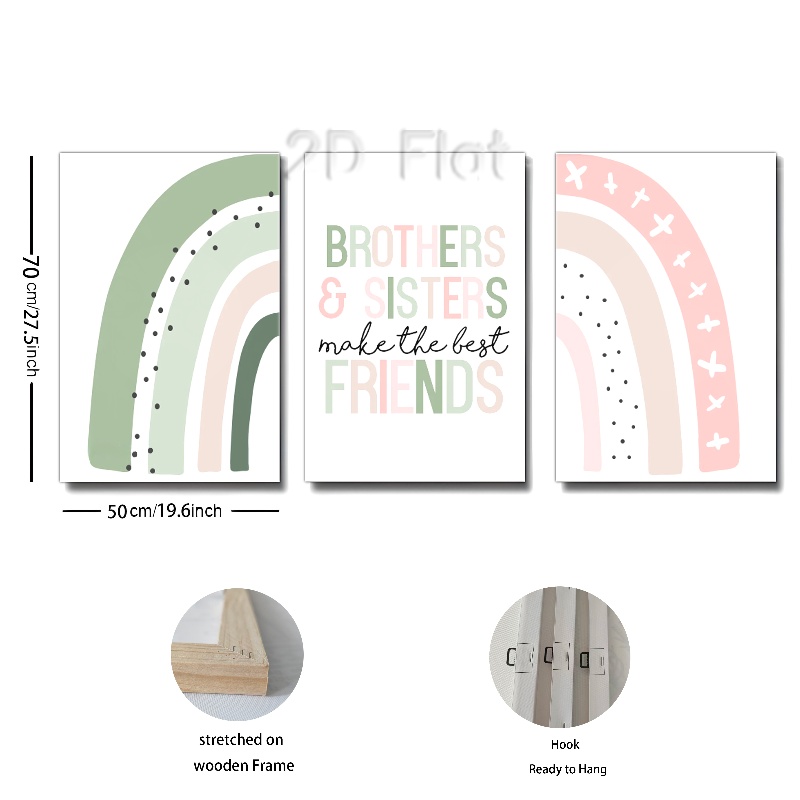 2D Flat
BROTHERS
& SISTERS
make the best
FRIENDS
70 cm/27.5inch
50cm/19.6inch
stretched on
wooden Frame
Hook
Ready to Hang